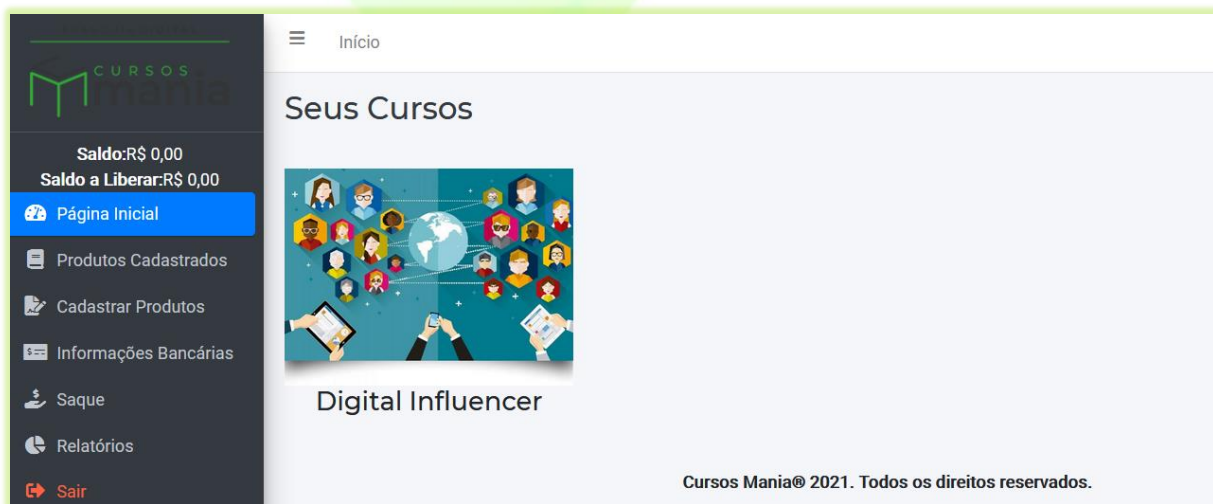 CURSOS
mania
Saldo:R$ 0,00
Saldo a Liberar:R$ 0,00
Página Inicial
Produtos Cadastrados
Cadastrar Produtos
Informações Bancárias
Saque
Relatórios
Sair
Início
Seus Cursos
Digital Influencer
Cursos Mania® 2021. Todos os direitos reservados.